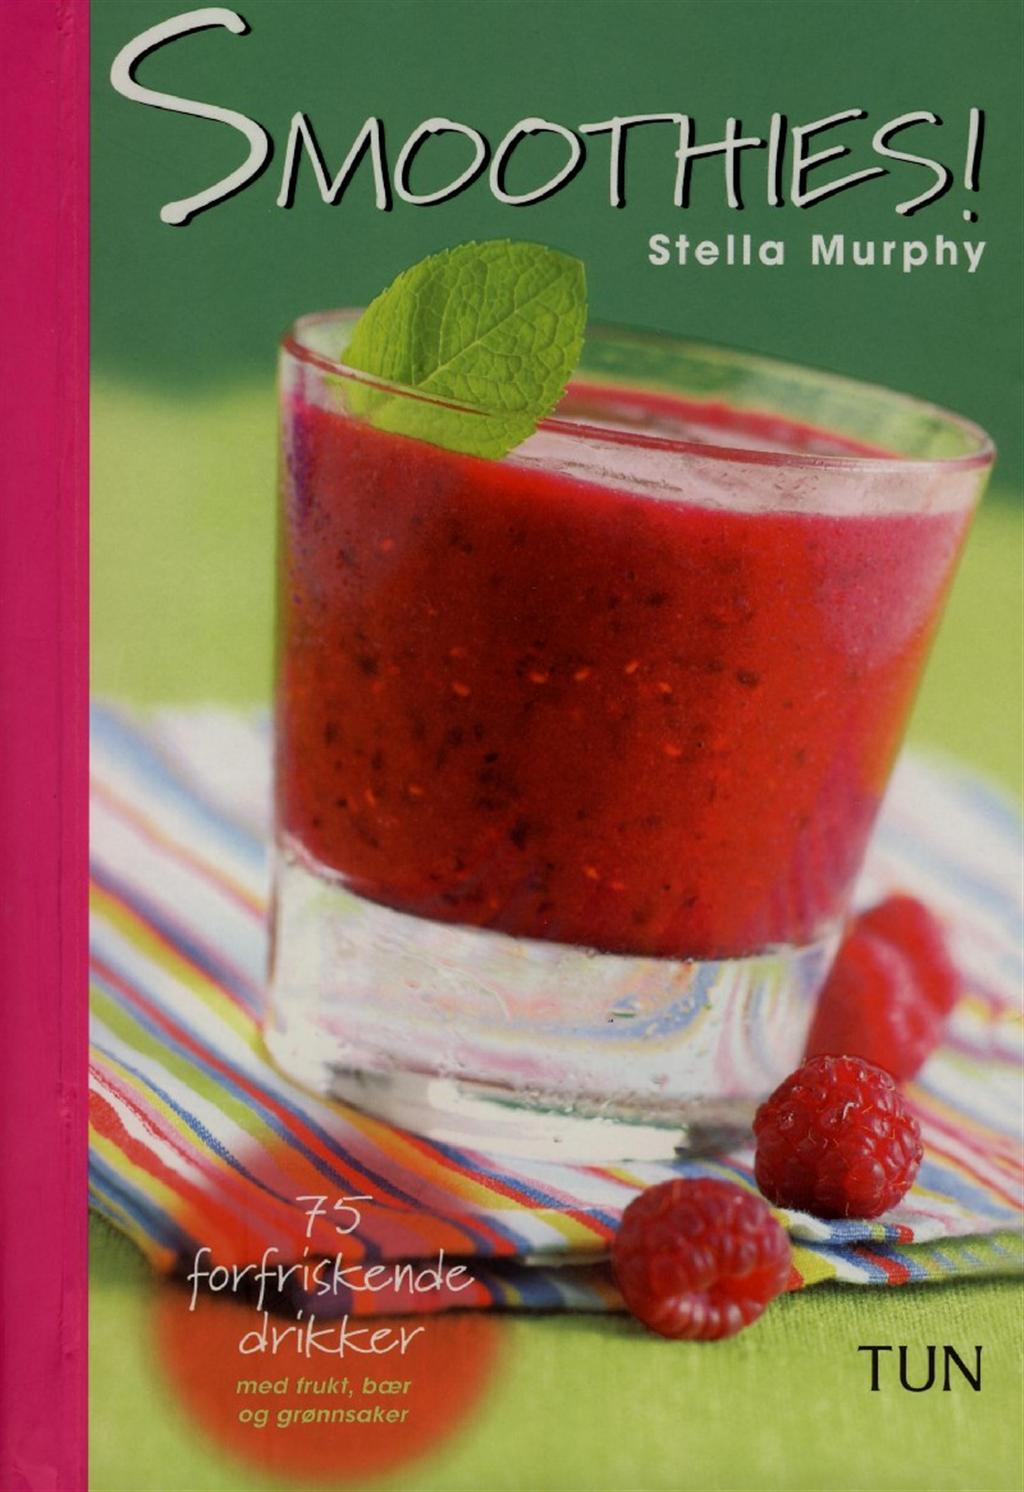 SMOOTHIES!
Stella Murphy
75
forfriskende
drikker
med frukt, bær
og grønnsaker
TUN